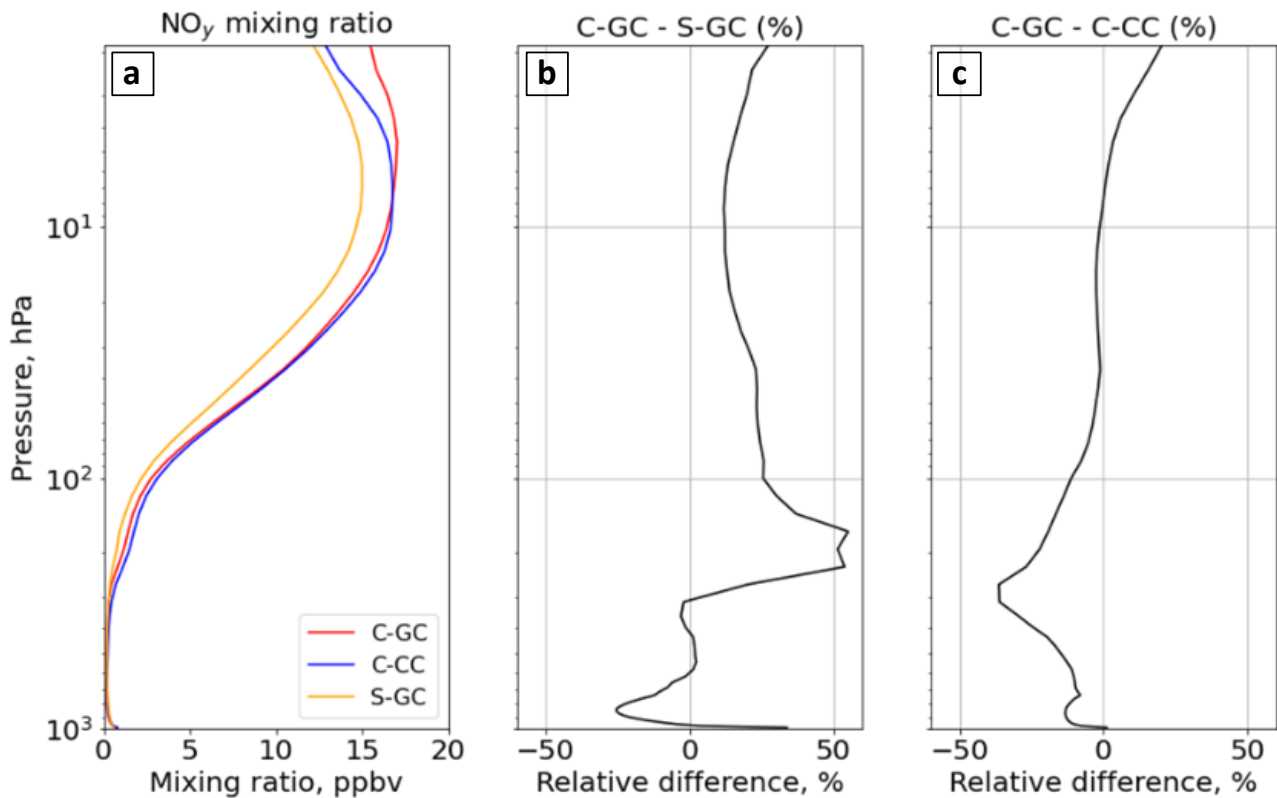 NOy mixing ratio
C-GC - S-GC (%)
C-GC - C-CC (%)
a
b
c
Pressure, hPa
10¹
10²
10³
C-GC
C-CC
S-GC
0 5 10 15 20
−50 0 50
−50 0 50
Mixing ratio, ppbv
Relative difference, %
Relative difference, %